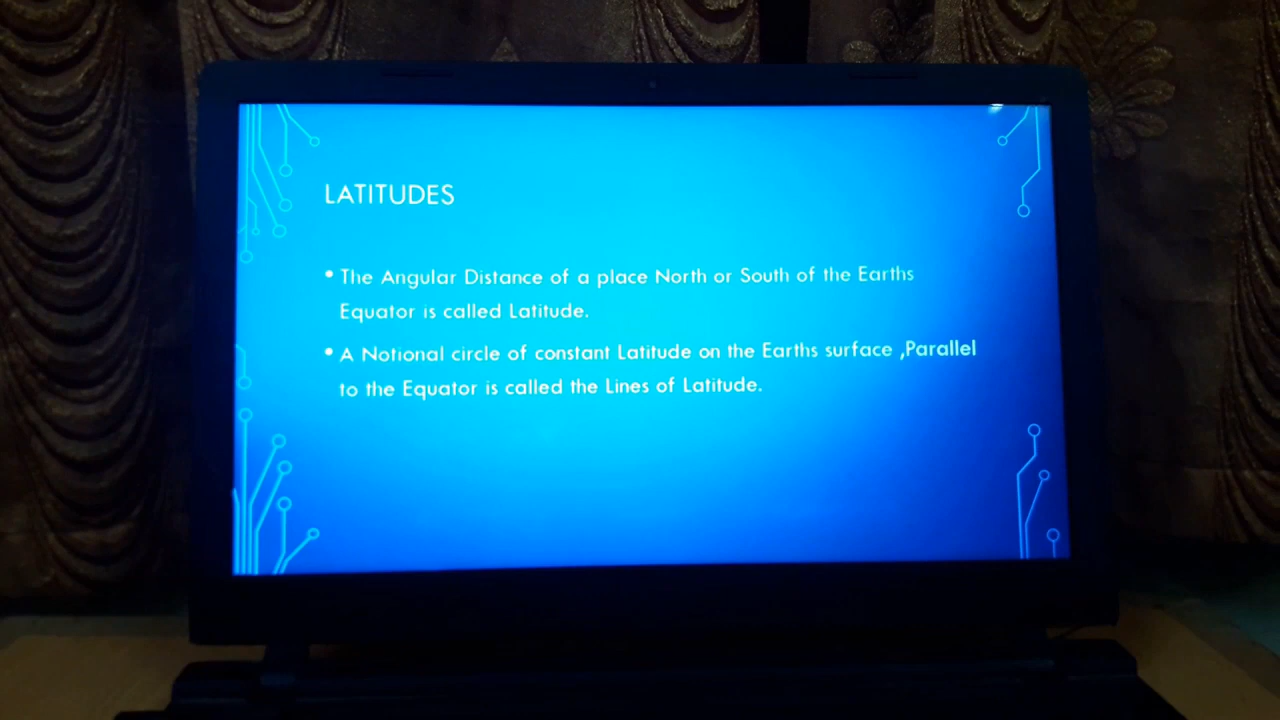 LATITUDES
• The Angular Distance of a place North or South of the Earths
Equator is called Latitude.
• A Notional circle of constant Latitude on the Earths surface ,Parallel
to the Equator is called the Lines of Latitude.